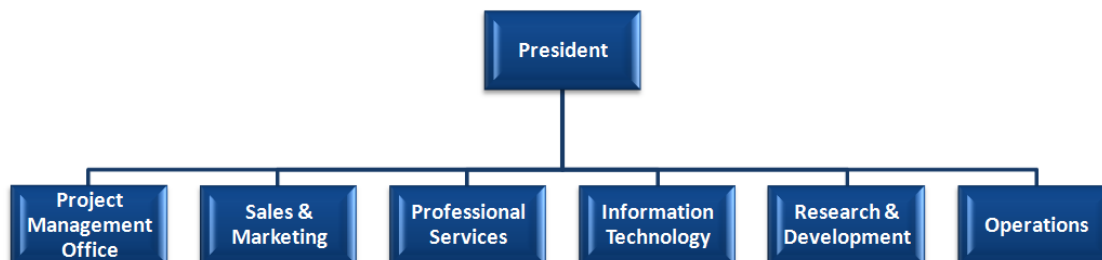 President
Project
Management
Office
Sales &
Marketing
Professional
Services
Information
Technology
Research &
Development
Operations